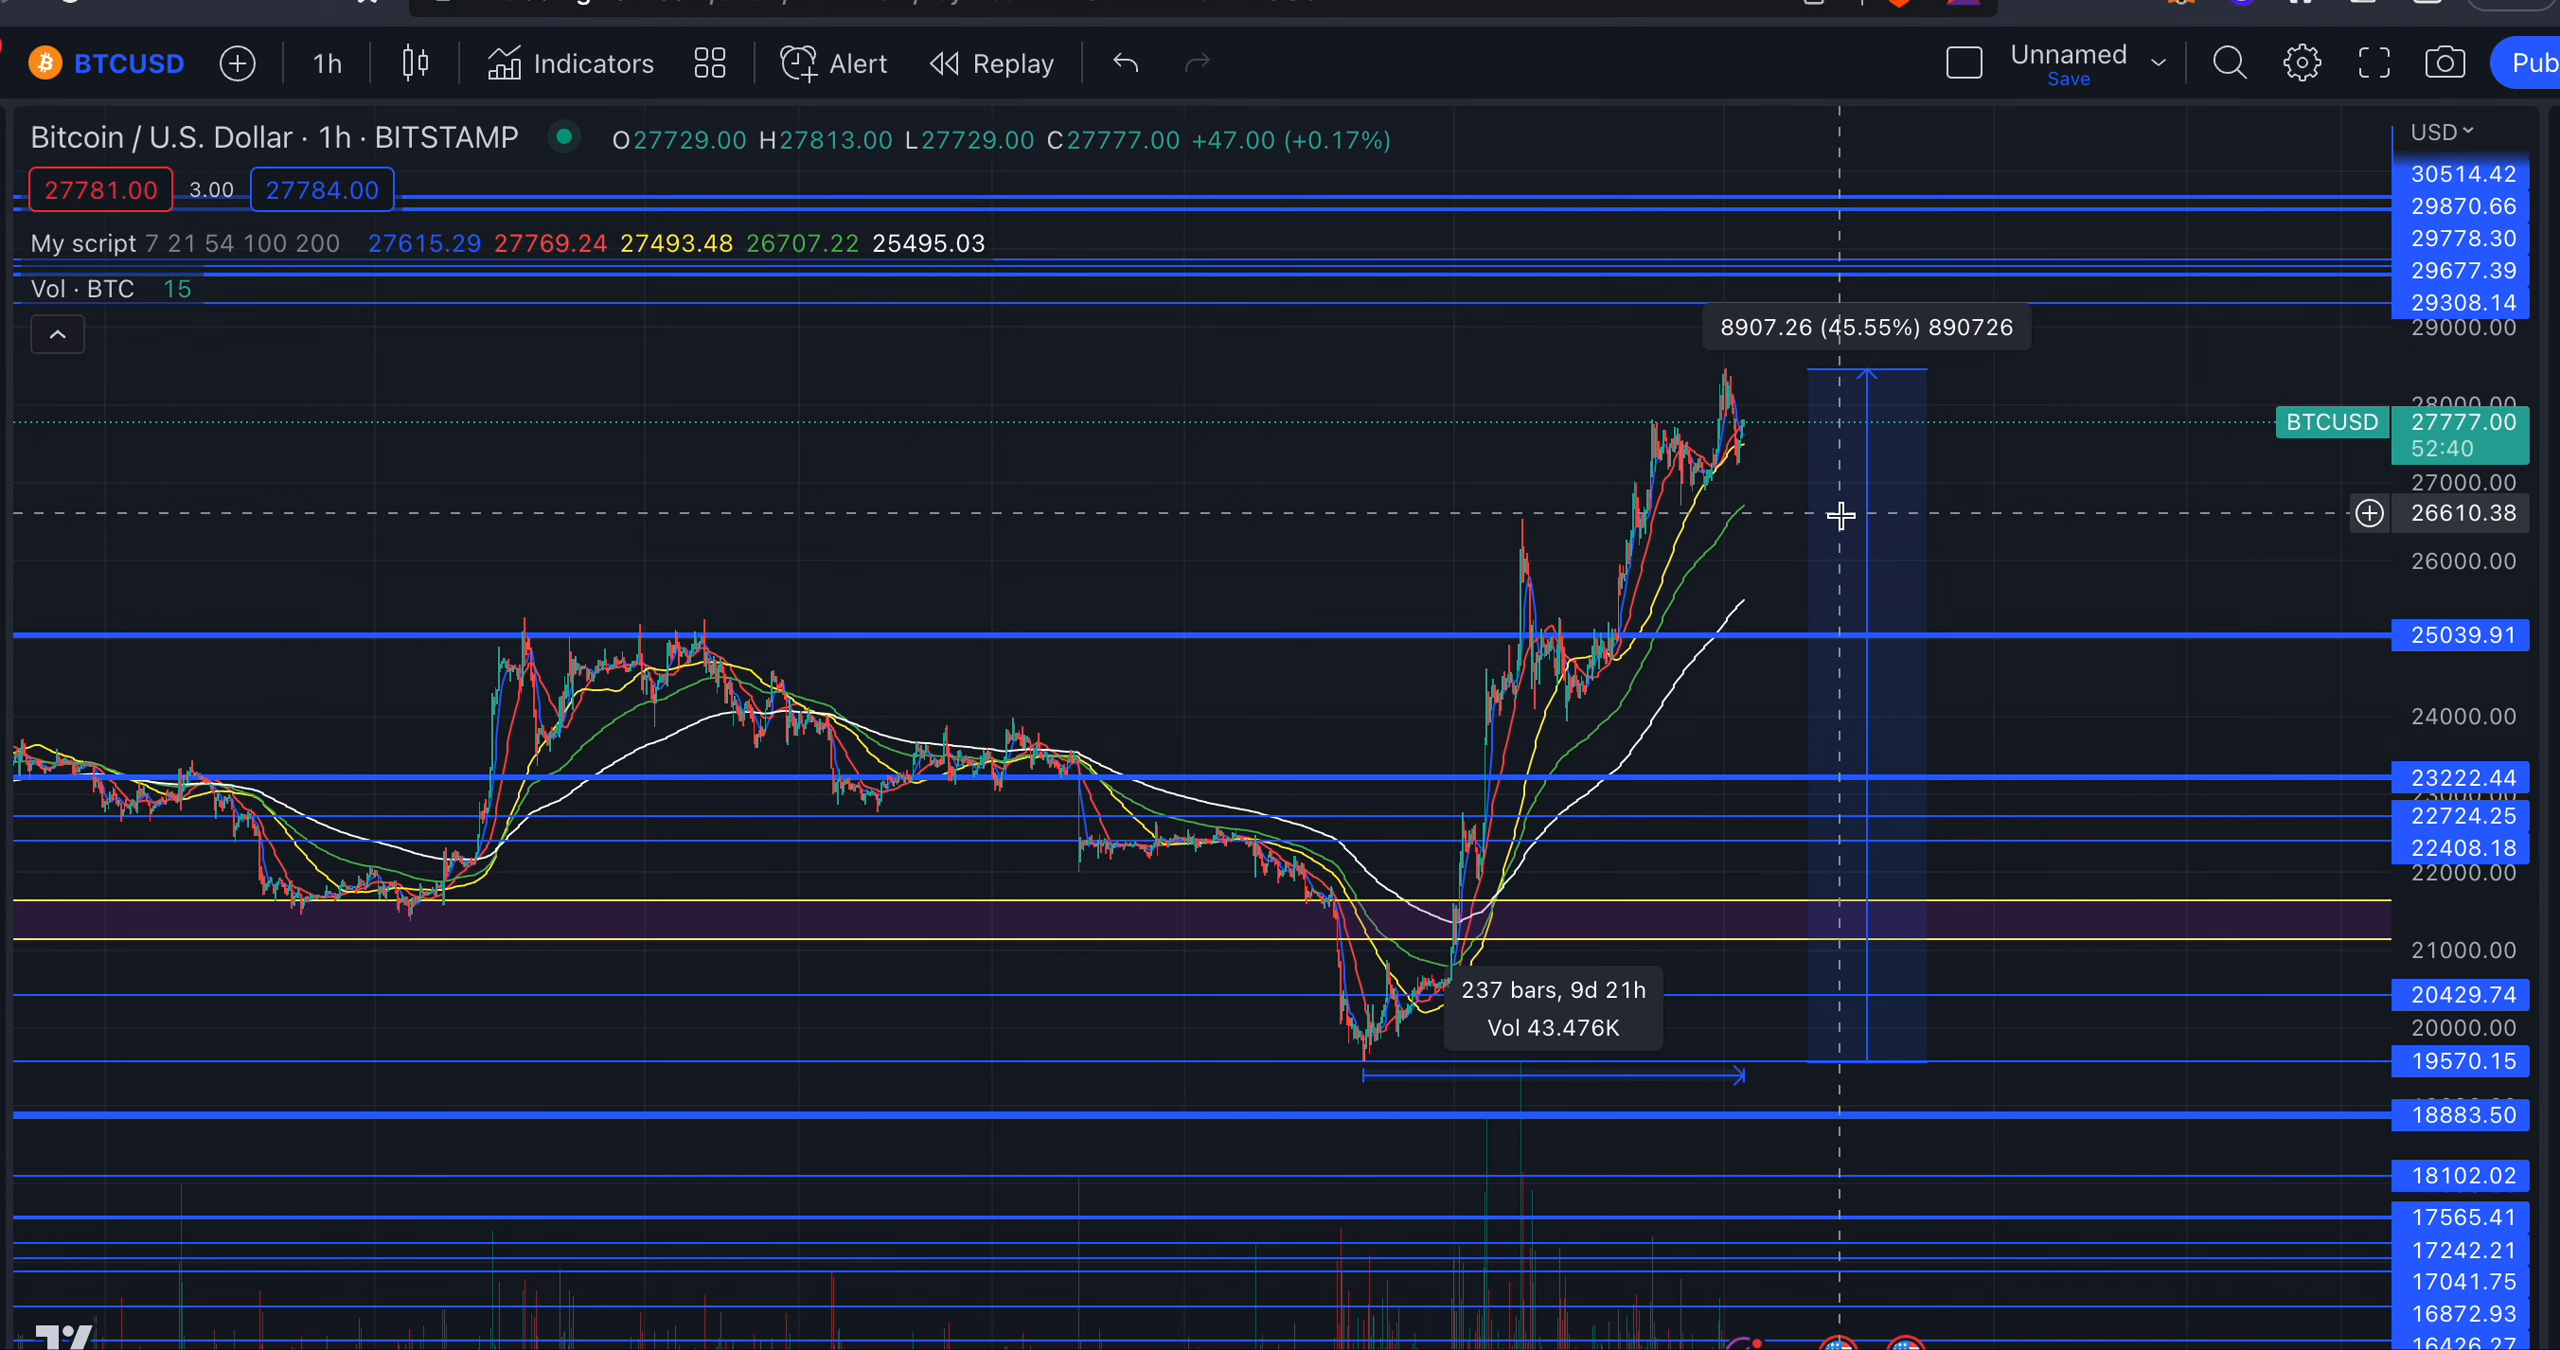 BTCUSD
1h
Indicators
Alert
Replay
Unnamed
Save
Pub
Bitcoin / U.S. Dollar · 1h · BITSTAMP
O27729.00 H27813.00 L27729.00 C27777.00 +47.00 (+0.17%)
USD
27781.00 3.00 27784.00
My script 7 21 54 100 200 27615.29 27769.24 27493.48 26707.22 25495.03
Vol · BTC 15
8907.26 (45.55%) 890726
237 bars, 9d 21h
Vol 43.476K
30514.42
29870.66
29778.30
29677.39
29308.14
29000.00
28000.00
BTCUSD 27777.00
52:40
27000.00
26610.38
26000.00
25039.91
24000.00
23222.44
23000.00
22724.25
22408.18
22000.00
21000.00
20429.74
20000.00
19570.15
18883.50
18102.02
17565.41
17242.21
17041.75
16872.93
16426.27